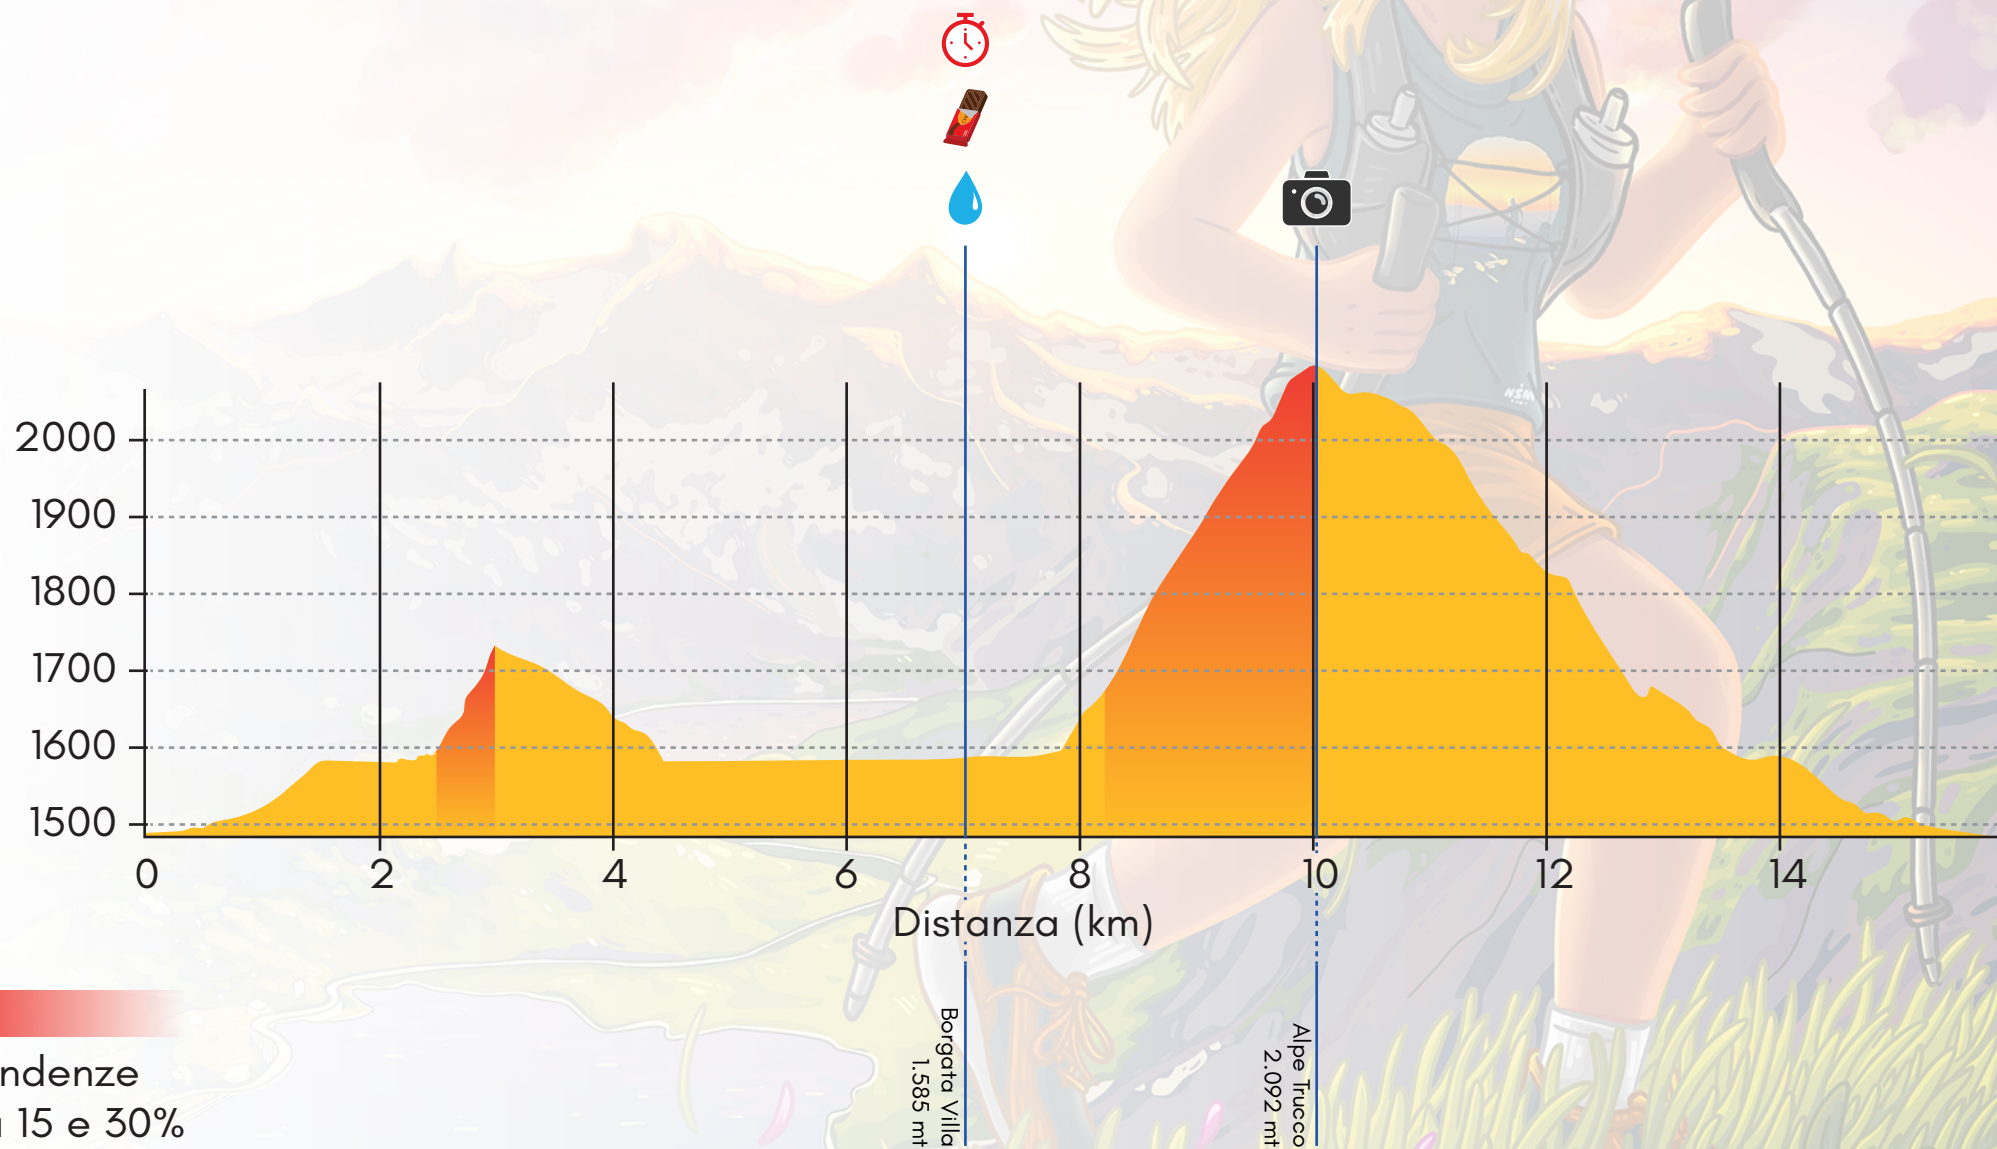 2000
1900
1800
1700
1600
1500
0 2 4 6 8 10 12 14
Distanza (km)
Borgata Villa
1.585 mt
Alpe Trucco
2.092 mt
ndenze
15 e 30%